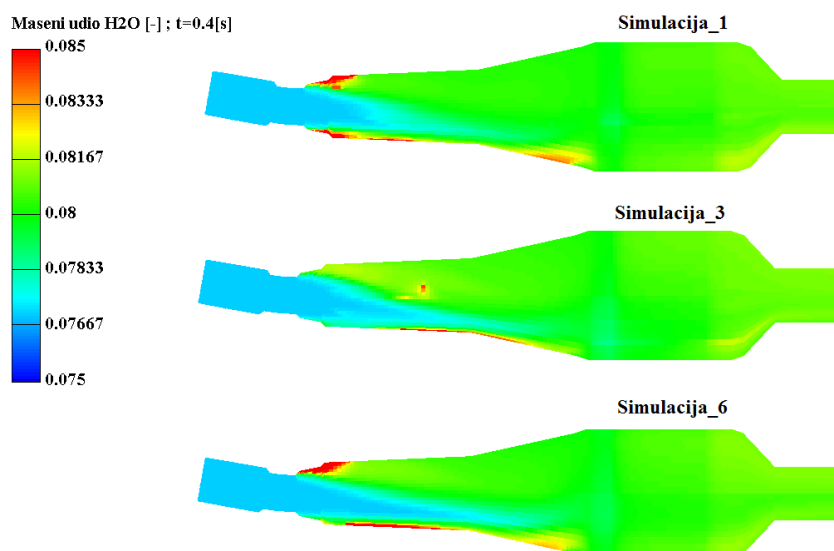 Maseni udio H2O [-] ; t=0.4[s]
Simulacija_1
0.085
0.08333
0.08167
0.08
0.07833
0.07667
0.075
Simulacija_3
Simulacija_6